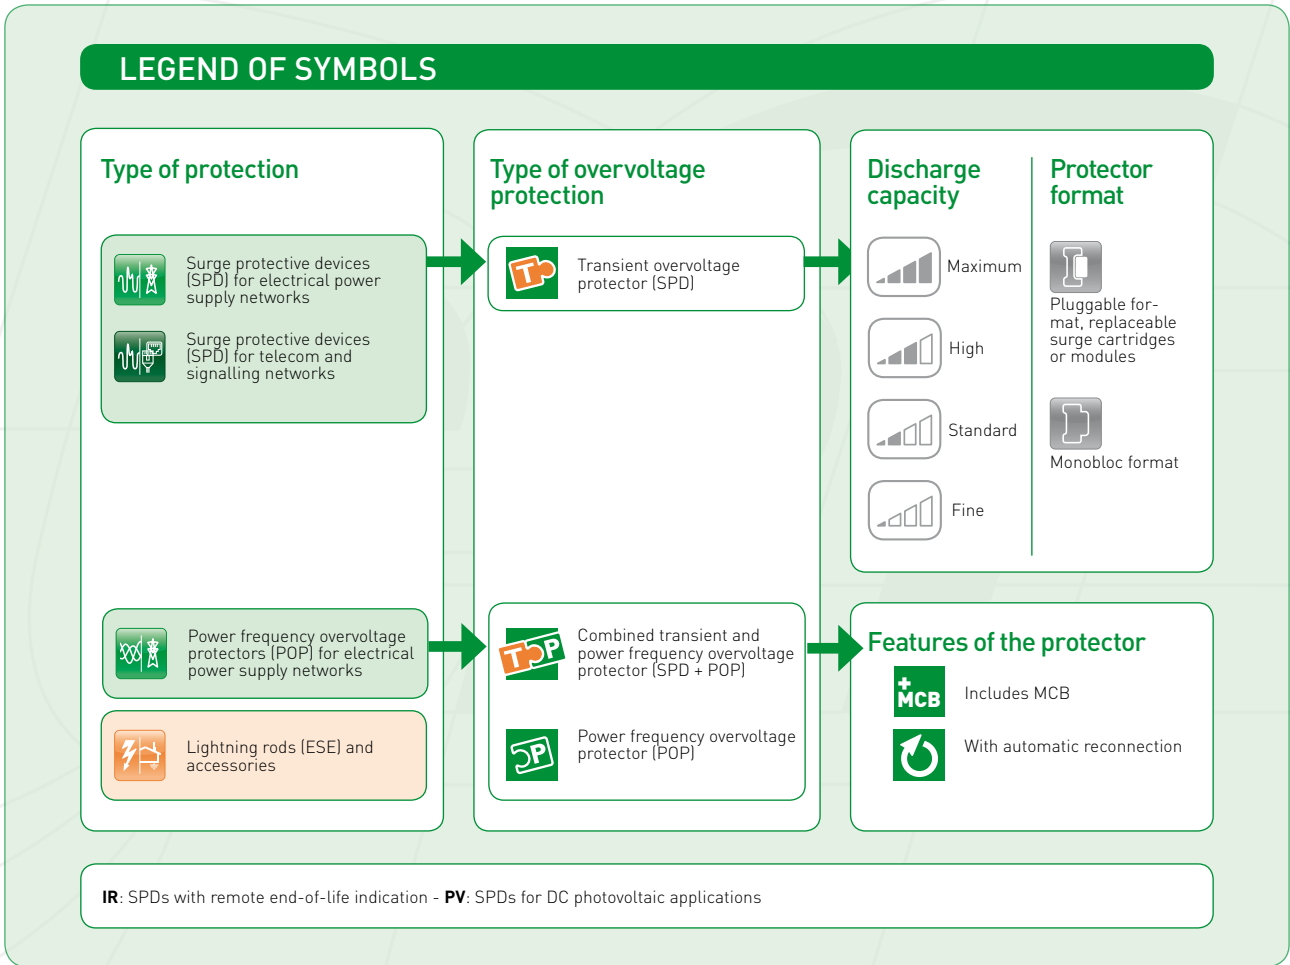 LEGEND OF SYMBOLS
Type of protection
Surge protective devices
(SPD) for electrical power
supply networks
Surge protective devices
(SPD) for telecom and
signalling networks
Power frequency overvoltage
protectors (POP) for electrical
power supply networks
Lightning rods (ESE) and
accessories
Type of overvoltage
protection
T
Transient overvoltage
protector (SPD)
T P
Combined transient and
power frequency overvoltage
protector (SPD + POP)
P
Power frequency overvoltage
protector (POP)
Discharge
capacity
Maximum
High
Standard
Fine
Protector
format
Pluggable for-
mat, replaceable
surge cartridges
or modules
Monobloc format
Features of the protector
+
MCB
Includes MCB
With automatic reconnection
IR: SPDs with remote end-of-life indication - PV: SPDs for DC photovoltaic applications